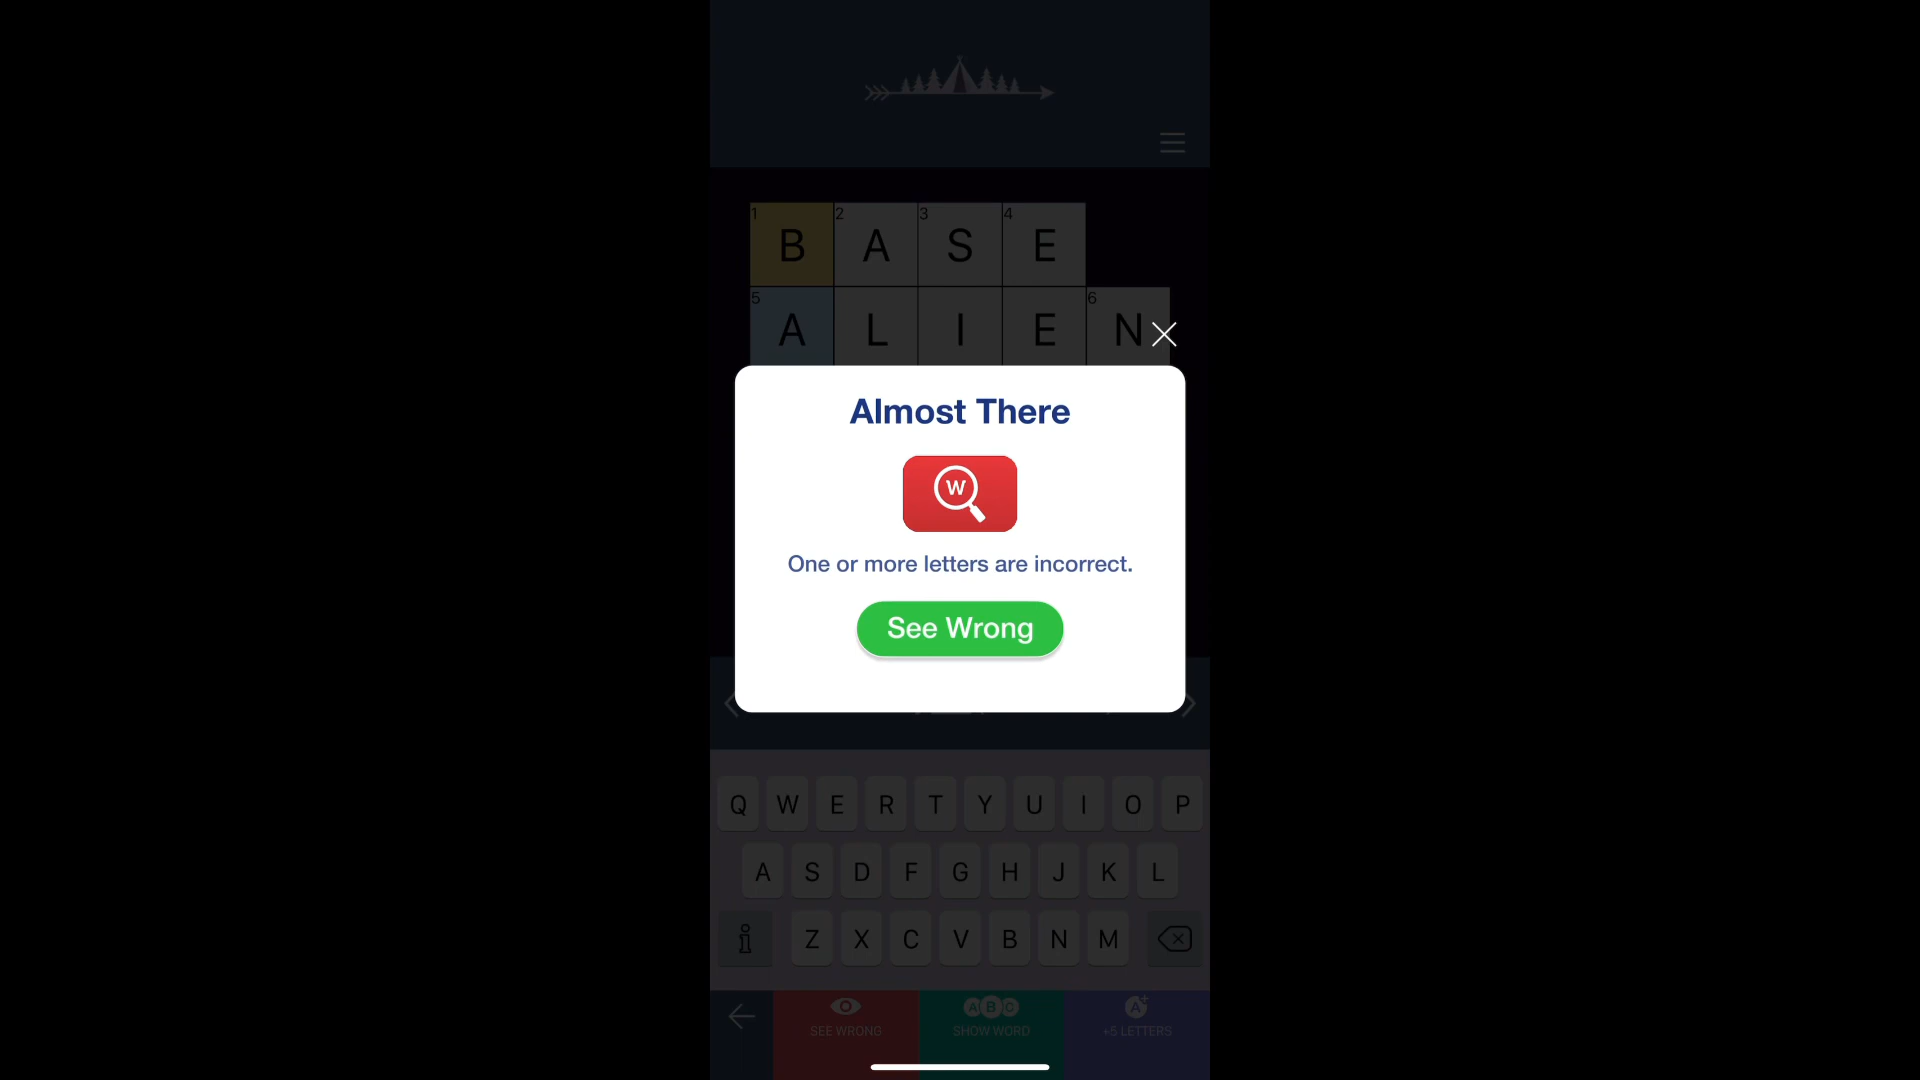 1 B 2 A 3 S 4 E
5 A L I E 6 N
Almost There
W
One or more letters are incorrect.
See Wrong
Q W E R T Y U I O P
A S D F G H J K L
Z X C V B N M
A B C A+
SEE WRONG SHOW WORD +5 LETTERS